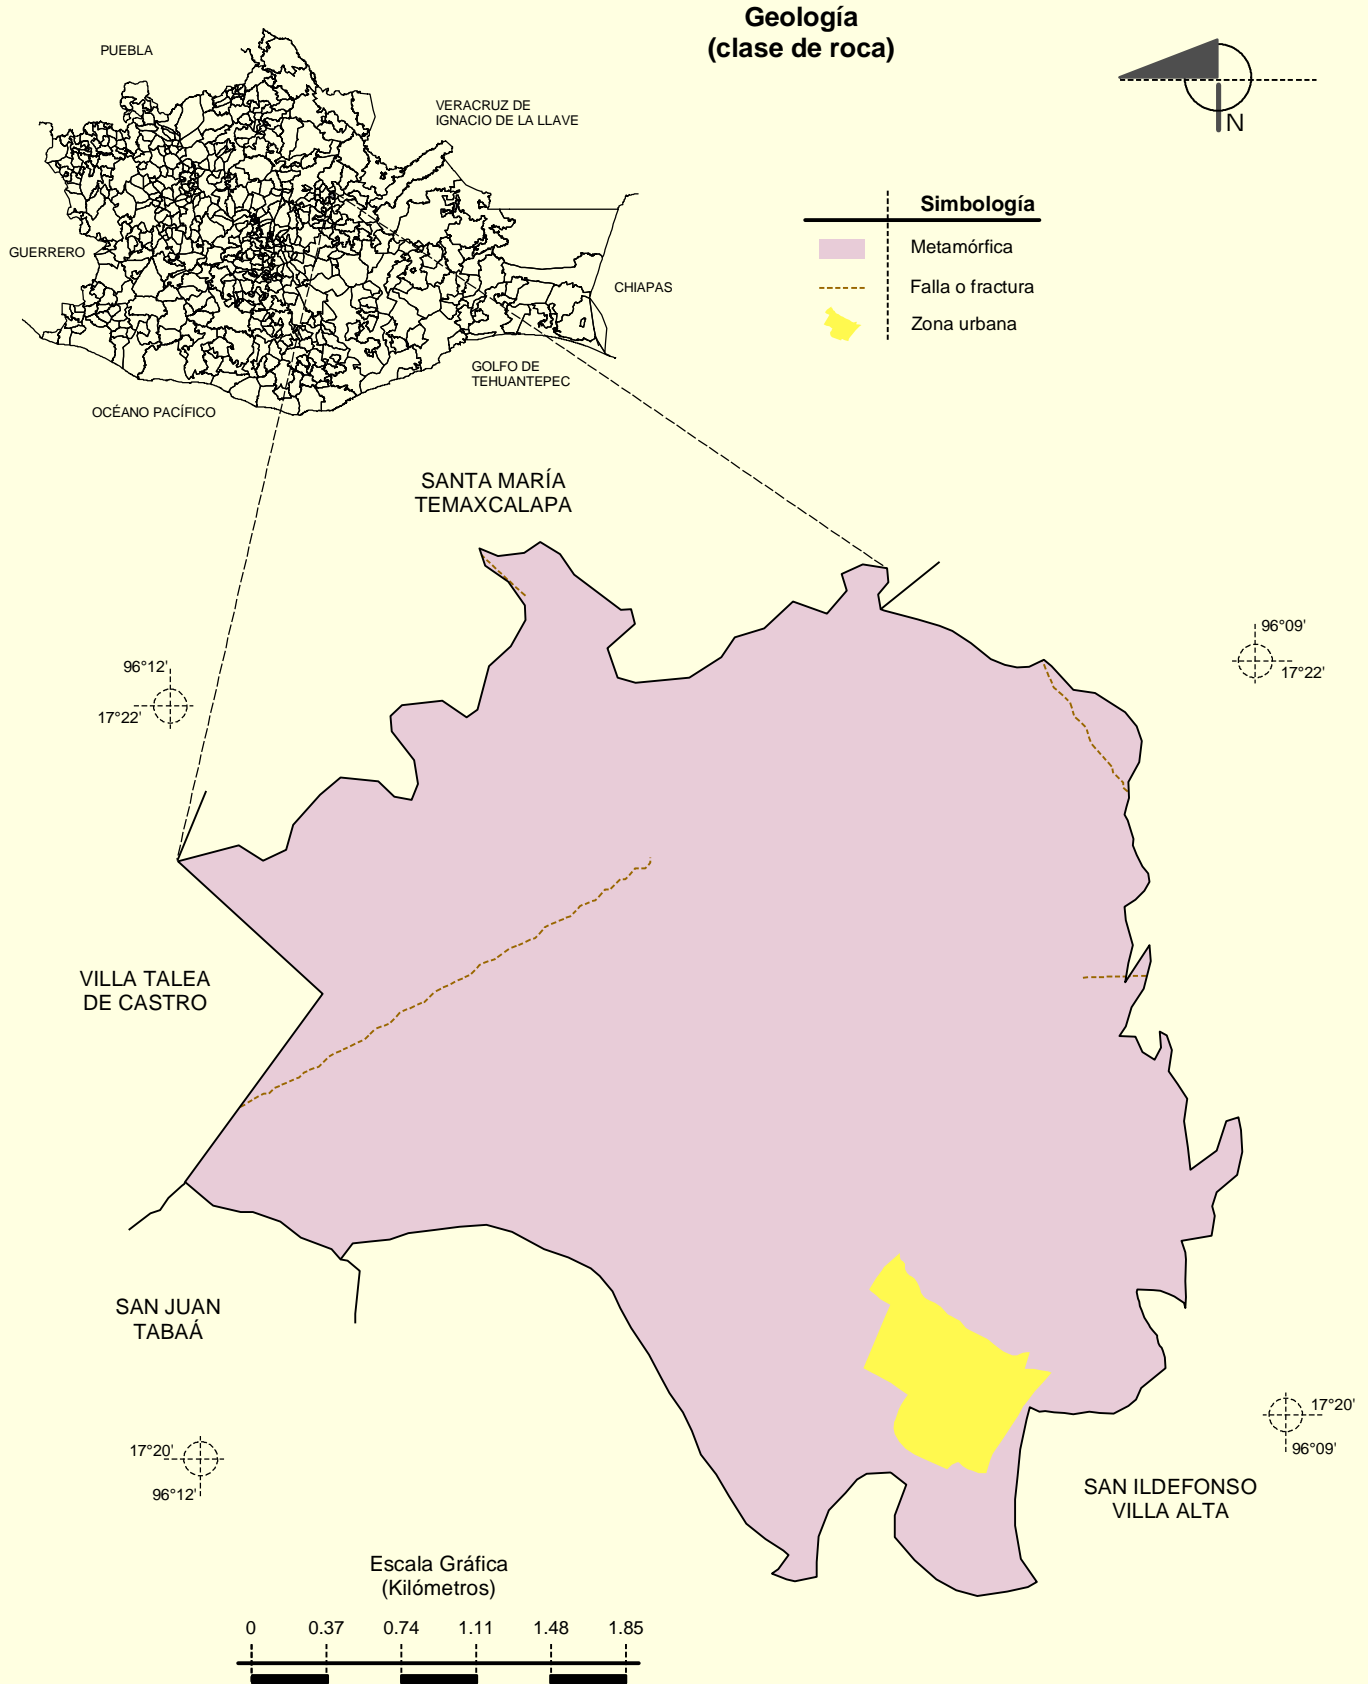 Geología
(clase de roca)
PUEBLA
VERACRUZ DE
IGNACIO DE LA LLAVE
N
Simbología
Metamórfica
Falla o fractura
Zona urbana
GUERRERO
CHIAPAS
GOLFO DE
TEHUANTEPEC
OCÉANO PACÍFICO
SANTA MARÍA
TEMAXCALAPA
96°12'
17°22'
96°09'
17°22'
VILLA TALEA
DE CASTRO
SAN JUAN
TABAÁ
17°20'
96°12'
17°20'
96°09'
SAN ILDEFONSO
VILLA ALTA
Escala Gráfica
(Kilómetros)
0 0.37 0.74 1.11 1.48 1.85